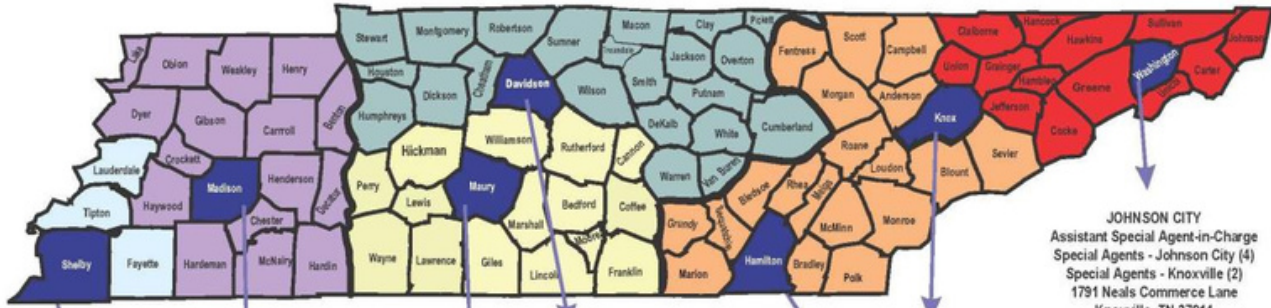 Lake
Obion
Weakley
Henry
Dyer
Gibson
Carrroll
Benton
Lauderdale
Crockett
Madison
Henderson
Decatur
Tipton
Haywood
Chester
Shelby
Fayette
Hardeman
McNairy
Hardin
Stewart
Montgomery
Robertson
Sumner
Macon
Clay
Pickett
Trousdale
Jackson
Overton
Houston
Dickson
Cheatham
Davidson
Wilson
Smith
Putnam
Humphreys
DeKalb
White
Cumberland
Warren
Van Buren
Hickman
Williamson
Rutherford
Cannon
Perry
Lewis
Maury
Marshall
Bedford
Coffee
Moore
Wayne
Lawrence
Giles
Lincoln
Franklin
Fentress
Scott
Campbell
Morgan
Anderson
Knox
Roane
Loudon
Blount
Sevier
Bledsoe
Rhea
Meigs
Monroe
Grundy
Sequatchie
McMinn
Marion
Hamilton
Bradley
Polk
Claiborne
Hancock
Hawkins
Sullivan
Johnson
Union
Grainger
Hamblen
Greene
Washington
Carter
Unicoi
Jefferson
Cocke
JOHNSON CITY
Assistant Special Agent-in-Charge
Special Agents - Johnson City (4)
Special Agents - Knoxville (2)
1791 Neals Commerce Lane
Knoxville, TN 37914